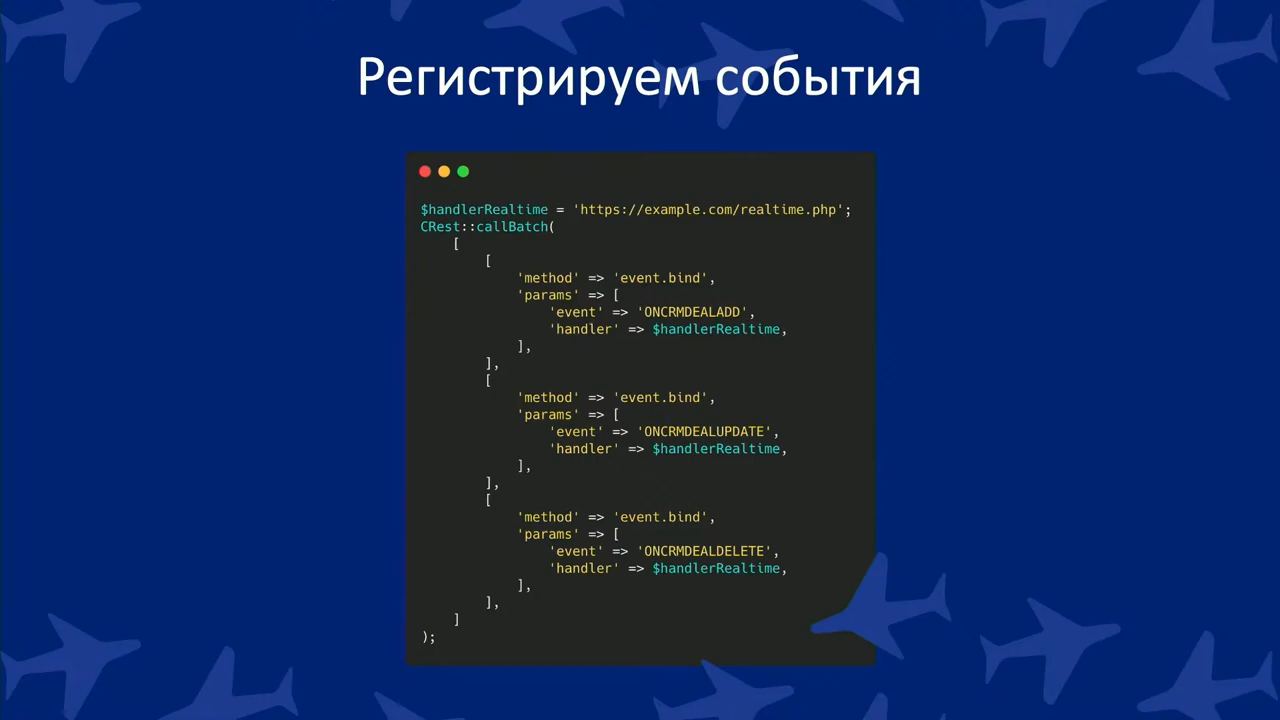 Регистрируем события
$handlerRealtime = 'https://example.com/realtime.php';
CRest::callBatch(
    [
        [
            'method' => 'event.bind',
            'params' => [
                'event' => 'ONCRMDEALADD',
                'handler' => $handlerRealtime,
            ],
        ],
        [
            'method' => 'event.bind',
            'params' => [
                'event' => 'ONCRMDEALUPDATE',
                'handler' => $handlerRealtime,
            ],
        ],
        [
            'method' => 'event.bind',
            'params' => [
                'event' => 'ONCRMDEALDELETE',
                'handler' => $handlerRealtime,
            ],
        ],
    ]
);